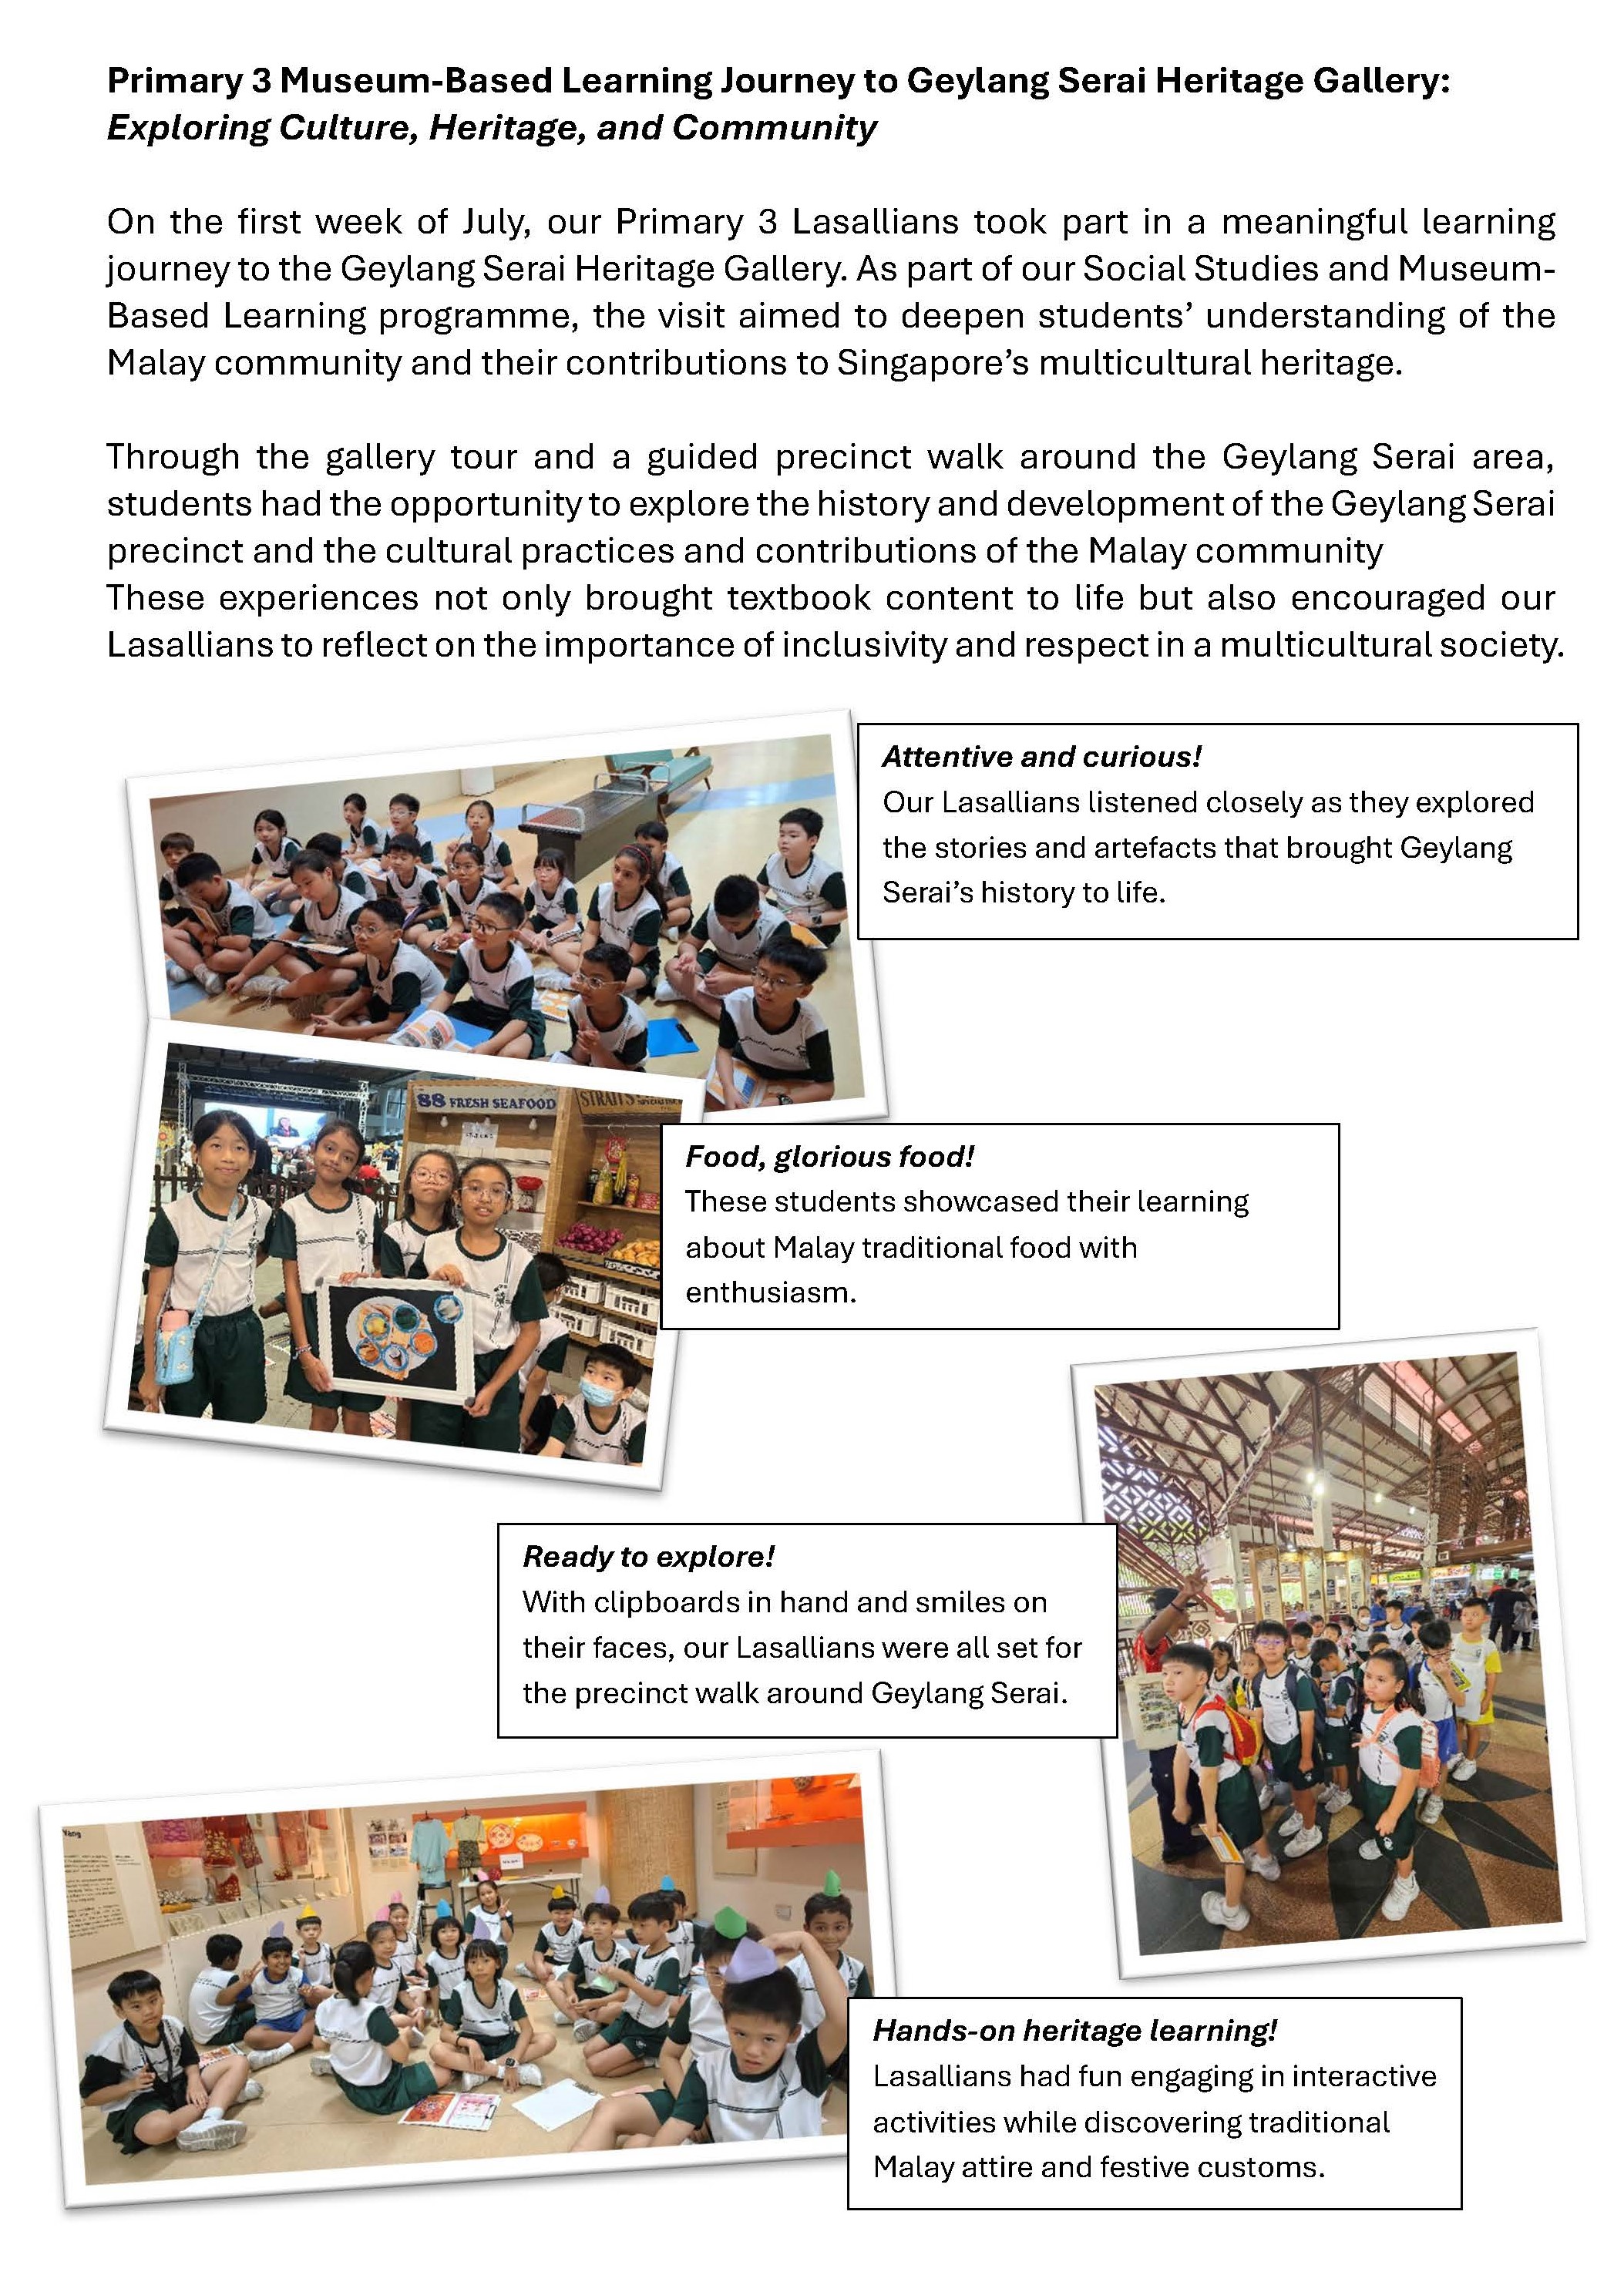 Primary 3 Museum-Based Learning Journey to Geylang Serai Heritage Gallery:
Exploring Culture, Heritage, and Community
On the first week of July, our Primary 3 Lasallians took part in a meaningful learning
journey to the Geylang Serai Heritage Gallery. As part of our Social Studies and Museum-
Based Learning programme, the visit aimed to deepen students’ understanding of the
Malay community and their contributions to Singapore’s multicultural heritage.
Through the gallery tour and a guided precinct walk around the Geylang Serai area,
students had the opportunity to explore the history and development of the Geylang Serai
precinct and the cultural practices and contributions of the Malay community
These experiences not only brought textbook content to life but also encouraged our
Lasallians to reflect on the importance of inclusivity and respect in a multicultural society.
Attentive and curious!
Our Lasallians listened closely as they explored
the stories and artefacts that brought Geylang
Serai’s history to life.
88 FRESH SEAFOOD
STRAITS
Food, glorious food!
These students showcased their learning
about Malay traditional food with
enthusiasm.
Ready to explore!
With clipboards in hand and smiles on
their faces, our Lasallians were all set for
the precinct walk around Geylang Serai.
Hands-on heritage learning!
Lasallians had fun engaging in interactive
activities while discovering traditional
Malay attire and festive customs.